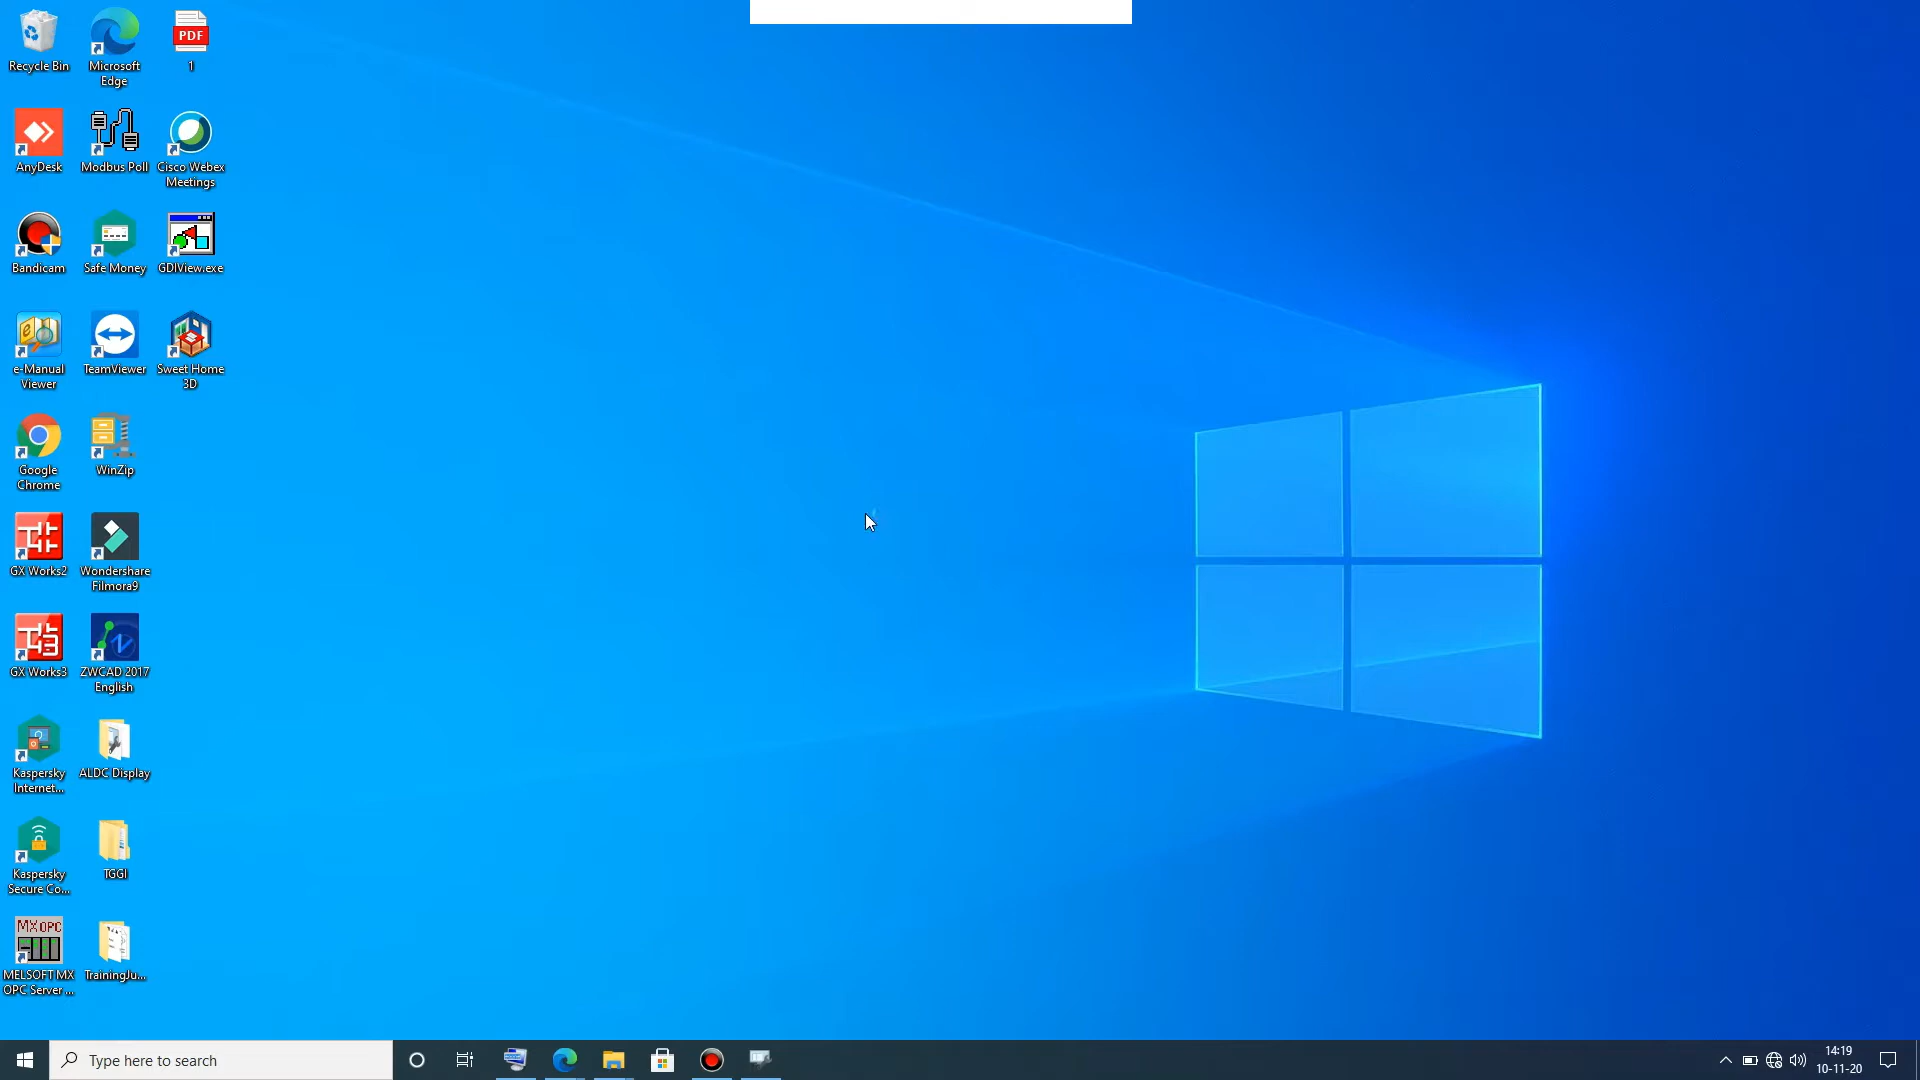 Recycle Bin
Microsoft
Edge
PDF
1
AnyDesk
Modbus Poll
Cisco Webex
Meetings
Bandicam
Safe Money
GDIView.exe
e-Manual
Viewer
TeamViewer
Sweet Home
3D
Google
Chrome
WinZip
GX Works2
Wondershare
Filmora9
GX Works3
ZWCAD 2017
English
Kaspersky
Internet...
ALDC Display
Kaspersky
Secure Co...
TGGI
MX OPC
MELSOFT MX
OPC Server ...
TrainingJu...
Type here to search
14:19
10-11-20